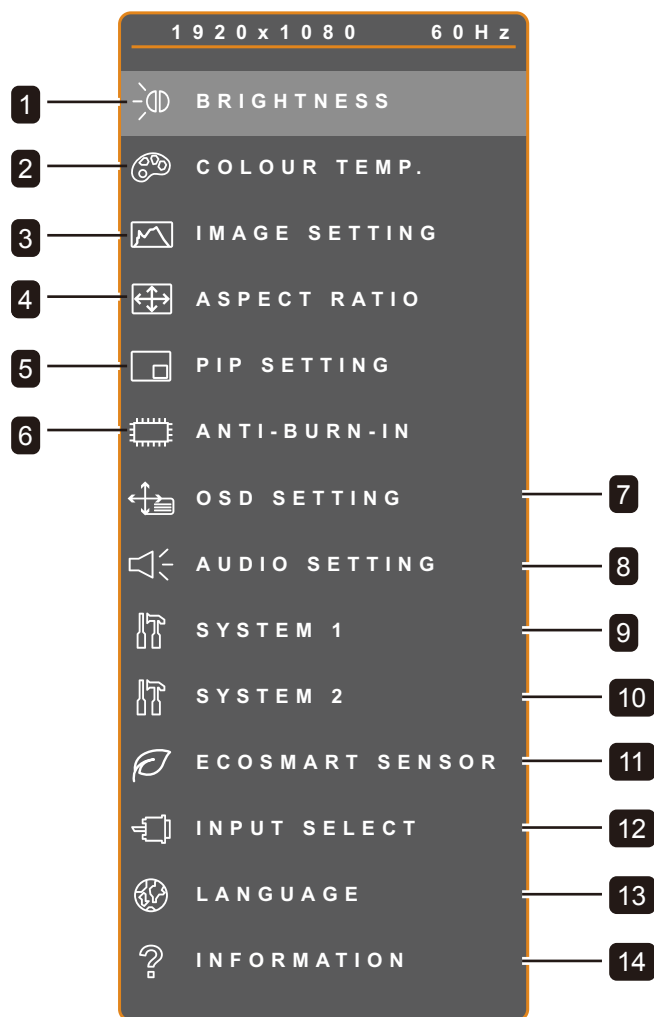 1920x1080 60Hz
1 BRIGHTNESS
2 COLOUR TEMP.
3 IMAGE SETTING
4 ASPECT RATIO
5 PIP SETTING
6 ANTI-BURN-IN
OSD SETTING 7
AUDIO SETTING 8
SYSTEM 1 9
SYSTEM 2 10
ECOSMART SENSOR 11
INPUT SELECT 12
LANGUAGE 13
INFORMATION 14